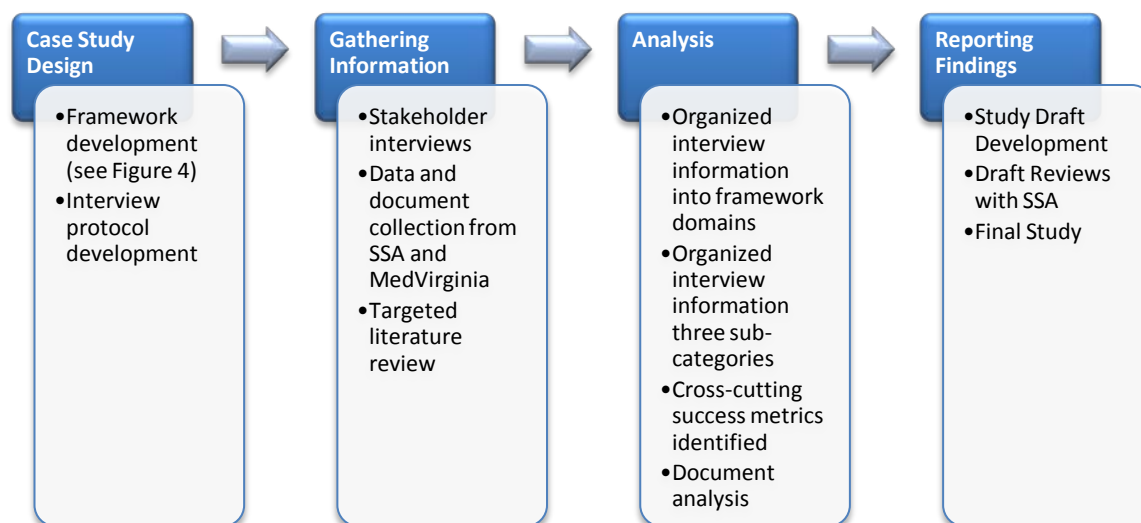 Case Study
Design
•Framework
development
(see Figure 4)
•Interview
protocol
development
Gathering
Information
•Stakeholder
interviews
•Data and
document
collection from
SSA and
MedVirginia
•Targeted
literature
review
Analysis
•Organized
interview
information
into framework
domains
•Organized
interview
information
three sub-
categories
•Cross-cutting
success metrics
identified
•Document
analysis
Reporting
Findings
•Study Draft
Development
•Draft Reviews
with SSA
•Final Study